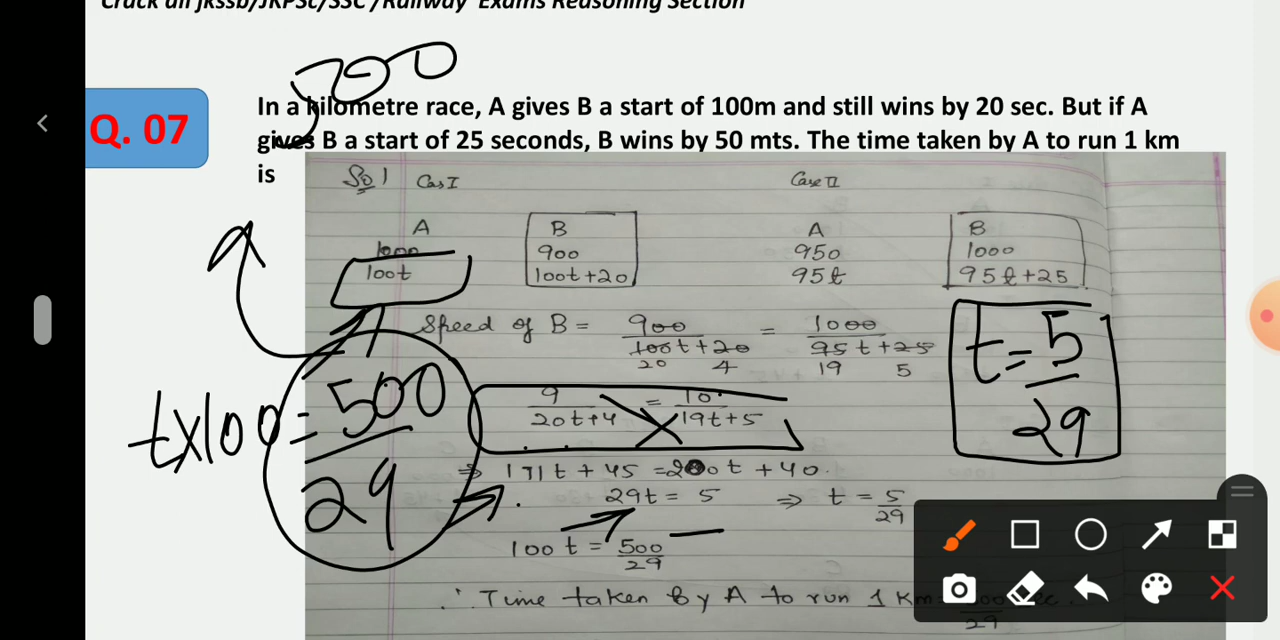 Crack all jkssb/JKPSC/SSC /Railway Exams Reasoning Section
Q. 07
In a kilometre race, A gives B a start of 100m and still wins by 20 sec. But if A
gives B a start of 25 seconds, B wins by 50 mts. The time taken by A to run 1 km
is
Sol Cas I Case II
A B A B
1000 900 950 1000
100t 100t+20 95t 95t+25
Speed of B = 900/100t+20 = 1000/95t+25
20 4 19 5
9/20t+4 = 10/19t+5
⇒ 171t + 45 = 200t + 40.
29t = 5 ⇒ t = 5/29
100t = 500/29
∴ Time taken by A to run 1 Km
29
t×100 = 500/29
t = 5/29